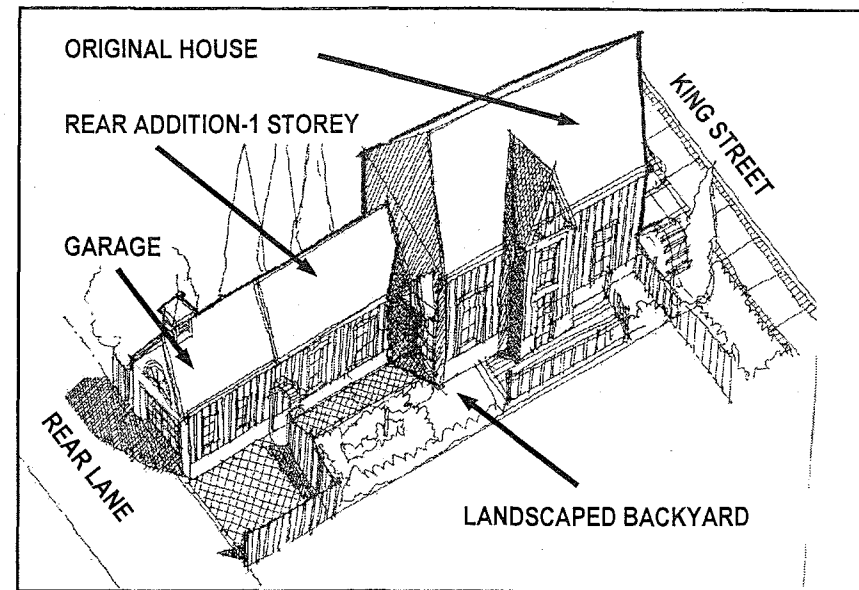 ORIGINAL HOUSE
KING STREET
REAR ADDITION-1 STOREY
GARAGE
REAR LANE
LANDSCAPED BACKYARD